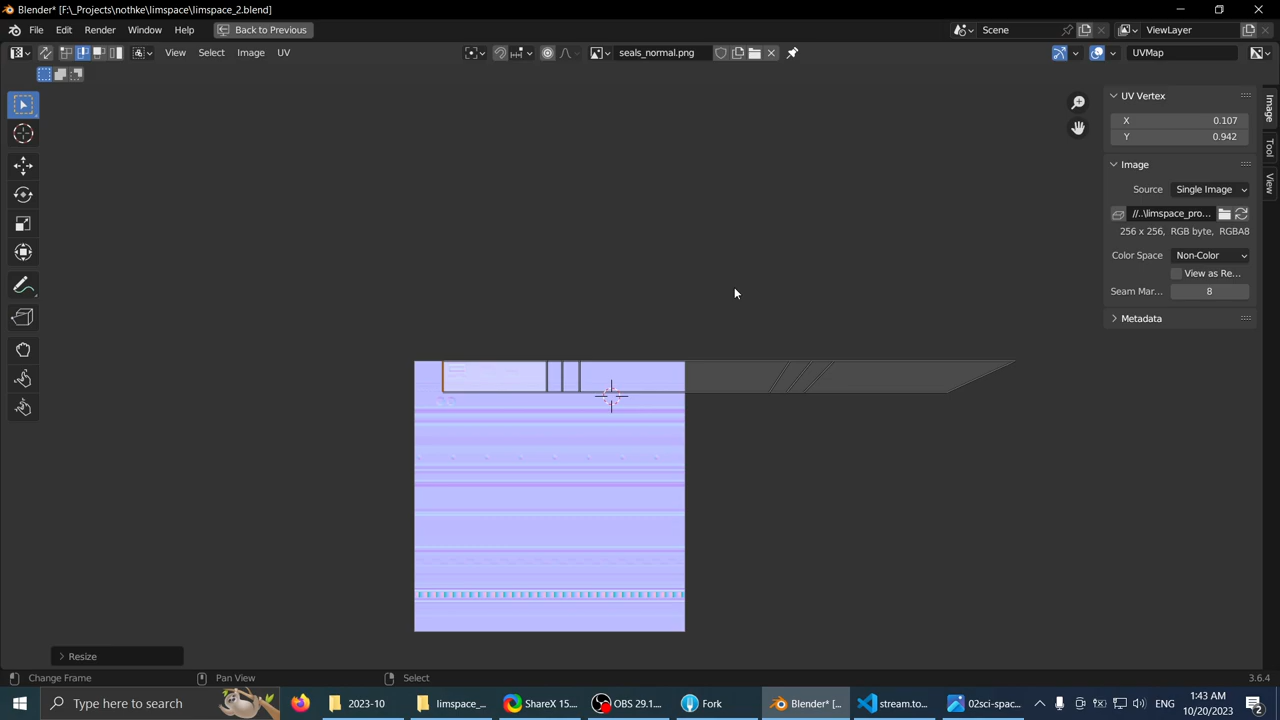 Blender* [F:\_Projects\nothke\limspace\limspace_2.blend]
File Edit Render Window Help Back to Previous Scene ViewLayer
View Select Image UV seals_normal.png UVMap
UV Vertex
X 0.107
Y 0.942
Image
Source Single Image
//..\limspace_pro...
256 x 256, RGB byte, RGBA8
Color Space Non-Color
View as Re...
Seam Mar... 8
Metadata
Image
Tool
View
Resize
Change Frame Pan View Select 3.6.4
Type here to search 2023-10 limspace_... ShareX 15.... OBS 29.1.... Fork Blender* [... stream.to... 02sci-spac... ENG 1:43 AM
10/20/2023 2